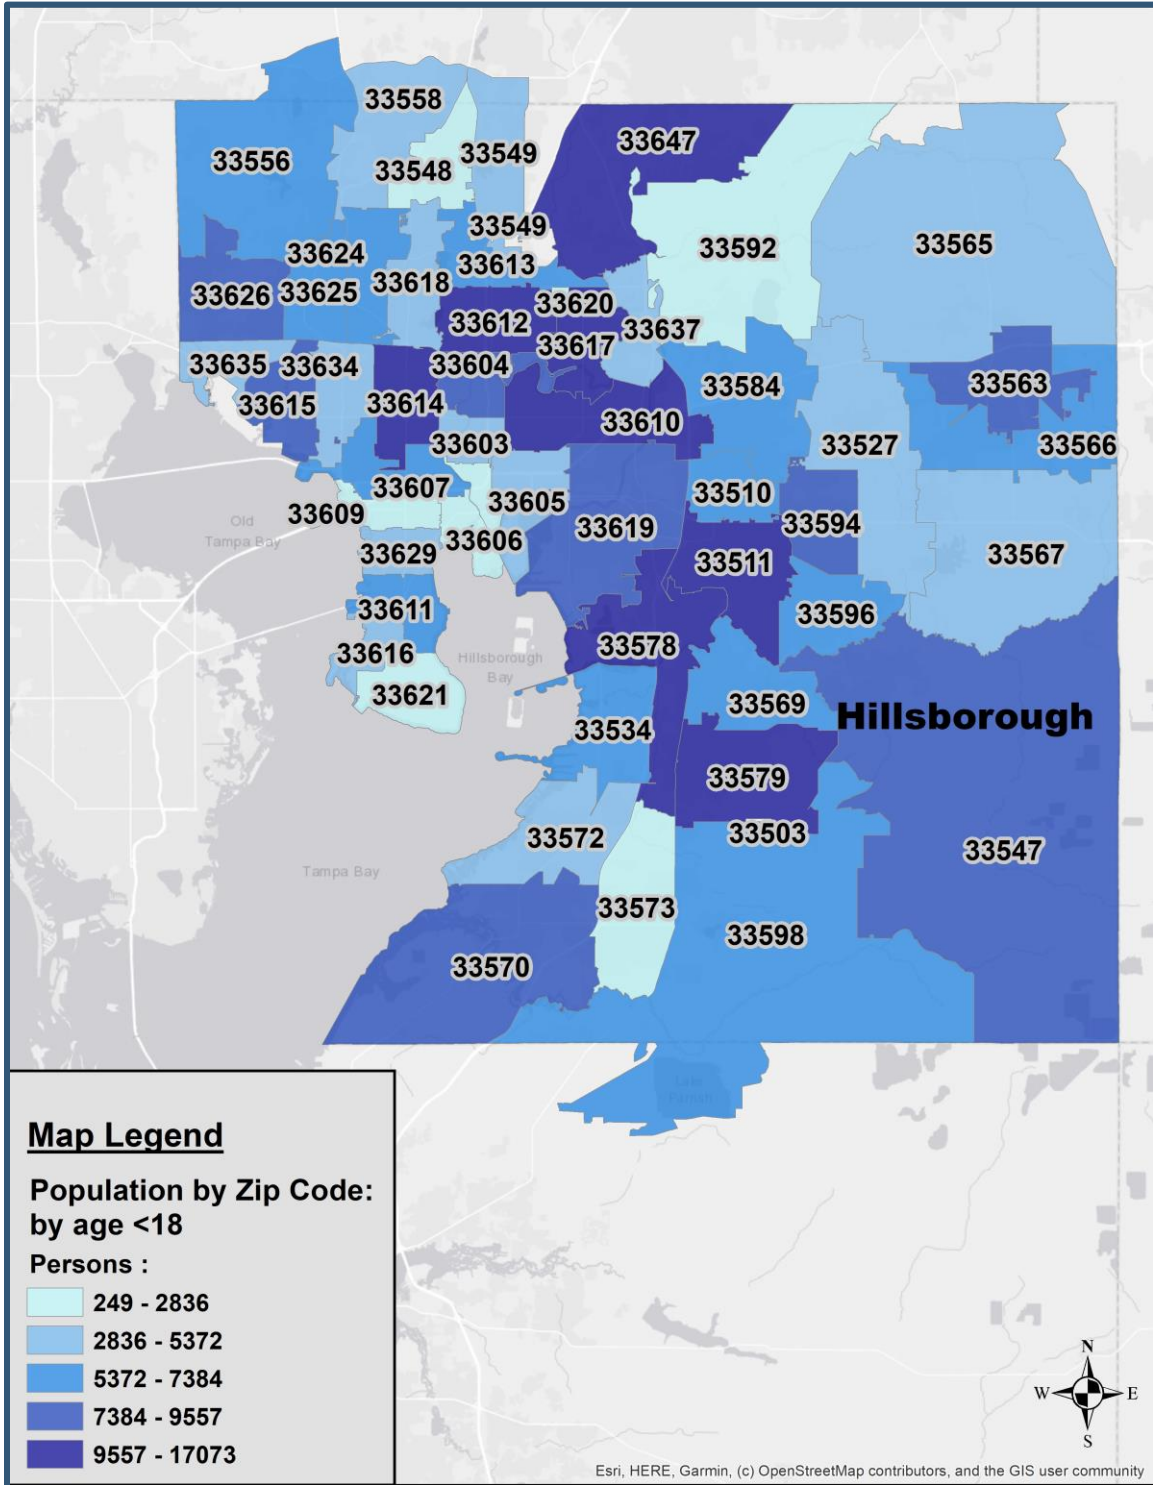 33558
33556
33548
33549
33647
33549
33592
33565
33624
33613
33626
33625
33618
33612
33620
33637
33617
33635
33634
33604
33584
33563
33615
33614
33610
33603
33527
33566
33607
33605
33510
33609
33619
33594
Old
Tampa Bay
33606
33629
33511
33567
33611
33596
33616
33578
Hillsborough
Bay
33621
33569
Hillsborough
33534
33579
33572
33503
33547
Tampa Bay
33573
33598
33570
Lake
Parrish
Map Legend
Population by Zip Code:
by age <18
Persons :
249 - 2836
2836 - 5372
5372 - 7384
7384 - 9557
9557 - 17073
N
W E
S
Esri, HERE, Garmin, (c) OpenStreetMap contributors, and the GIS user community